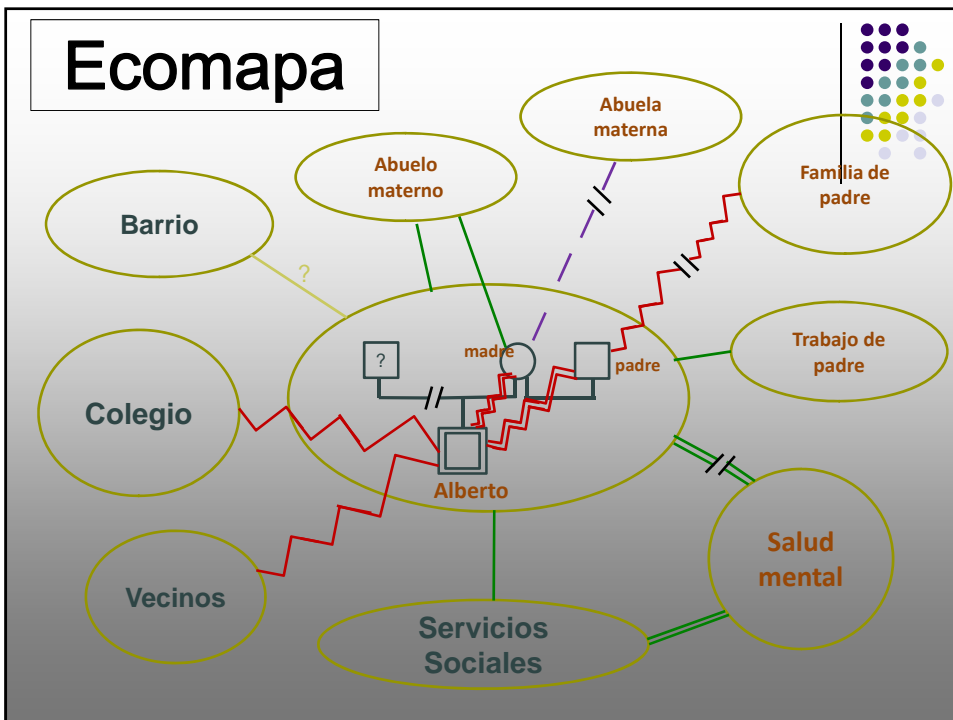 Ecomapa
Abuela
materna
Abuelo
materno
Familia de
padre
Barrio
?
Trabajo de
padre
?
madre
padre
Colegio
Alberto
Salud
mental
Vecinos
Servicios
Sociales